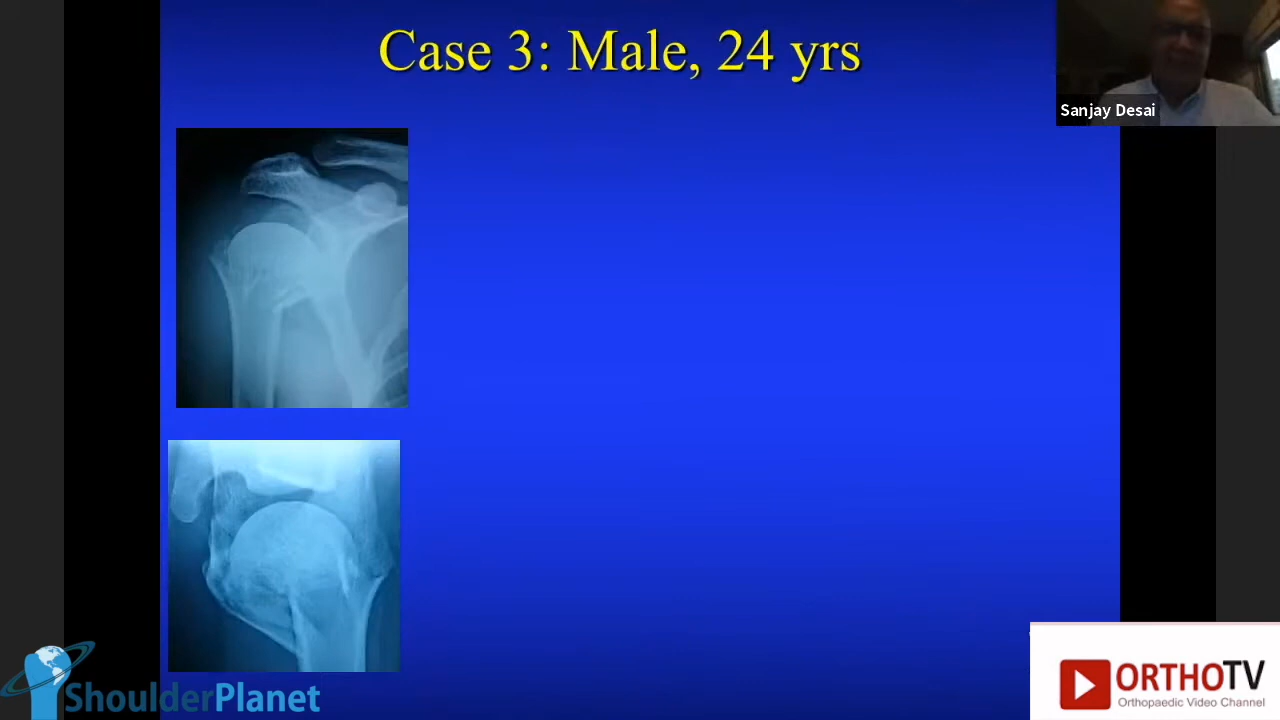 Case 3: Male, 24 yrs
Sanjay Desai
ShoulderPlanet
ORTHOTV
Orthopaedic Video Channel